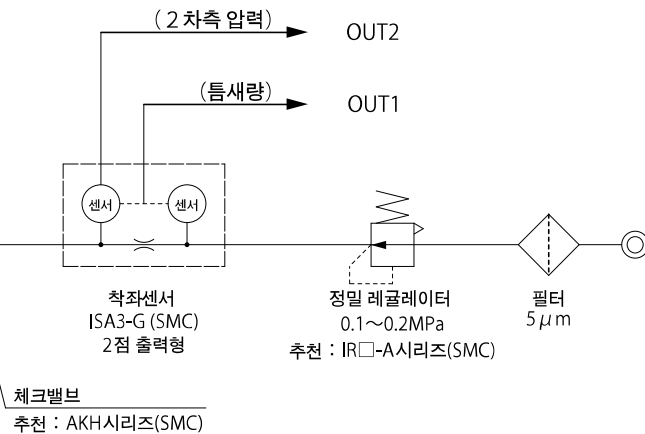 (2차측 압력)
OUT2
(틈새량)
OUT1
센서
센서
착좌센서
ISA3-G (SMC)
2점 출력형
정밀 레귤레이터
0.1~0.2MPa
추천 : IR□-A시리즈(SMC)
필터
5μm
체크밸브
추천 : AKH시리즈(SMC)